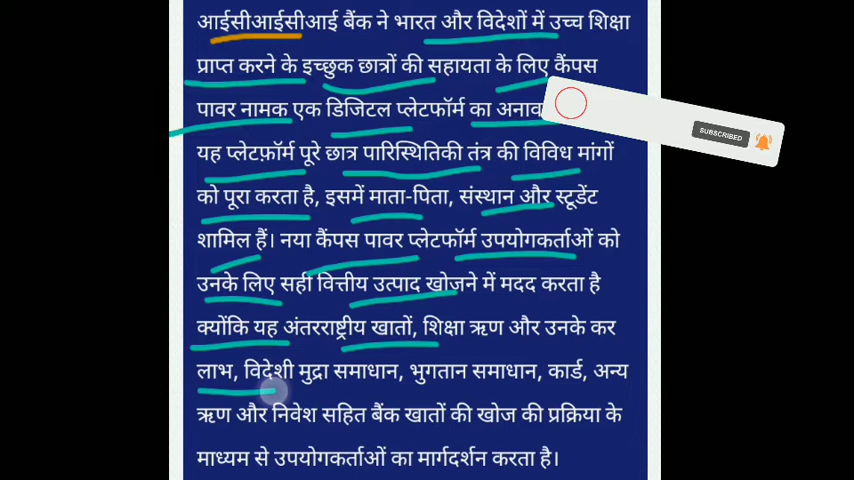 आईसीआईसीआई बैंक ने भारत और विदेशों में उच्च शिक्षा
प्राप्त करने के इच्छुक छात्रों की सहायता के लिए कैंपस
पावर नामक एक डिजिटल प्लेटफॉर्म का
यह प्लेटफ़ॉर्म पूरे छात्र पारिस्थितिकी तंत्र की विविध मांगों
को पूरा करता है, इसमें माता-पिता, संस्थान और स्टूडेंट
शामिल हैं। नया कैंपस पावर प्लेटफॉर्म उपयोगकर्ताओं को
उनके लिए सही वित्तीय उत्पाद खोजने में मदद करता है
क्योंकि यह अंतरराष्ट्रीय खातों, शिक्षा ऋण और उनके कर
लाभ, विदेशी मुद्रा समाधान, भुगतान समाधान, कार्ड, अन्य
ऋण और निवेश सहित बैंक खातों की खोज की प्रक्रिया के
माध्यम से उपयोगकर्ताओं का मार्गदर्शन करता है।
SUBSCRIBED